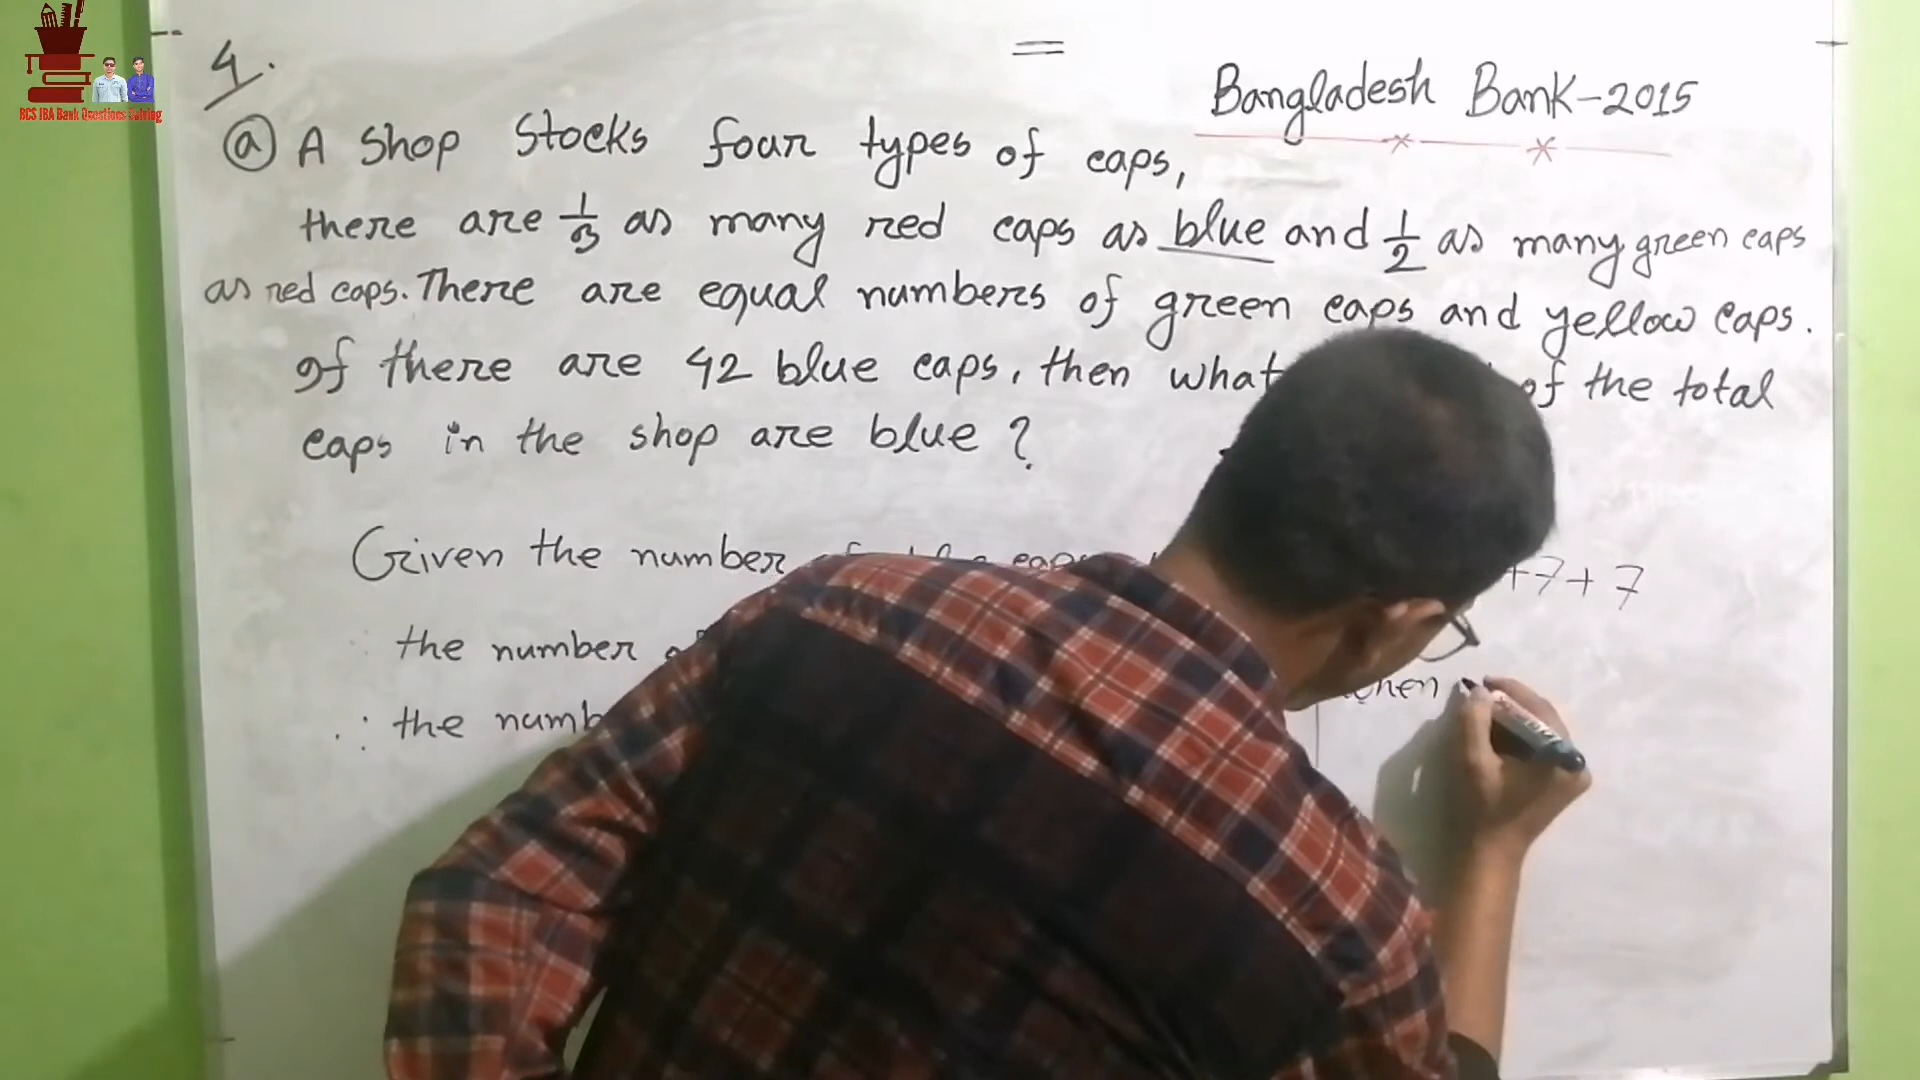 BCS IBA Bank Questions Solving
4.
Bangladesh Bank-2015
(a) A shop stocks four types of caps,
there are 1/3 as many red caps as blue and 1/2 as many green caps
as red caps. There are equal numbers of green caps and yellow caps.
If there are 42 blue caps, then what of the total
caps in the shop are blue?
Given the number +7+7
the number
∴ the numb